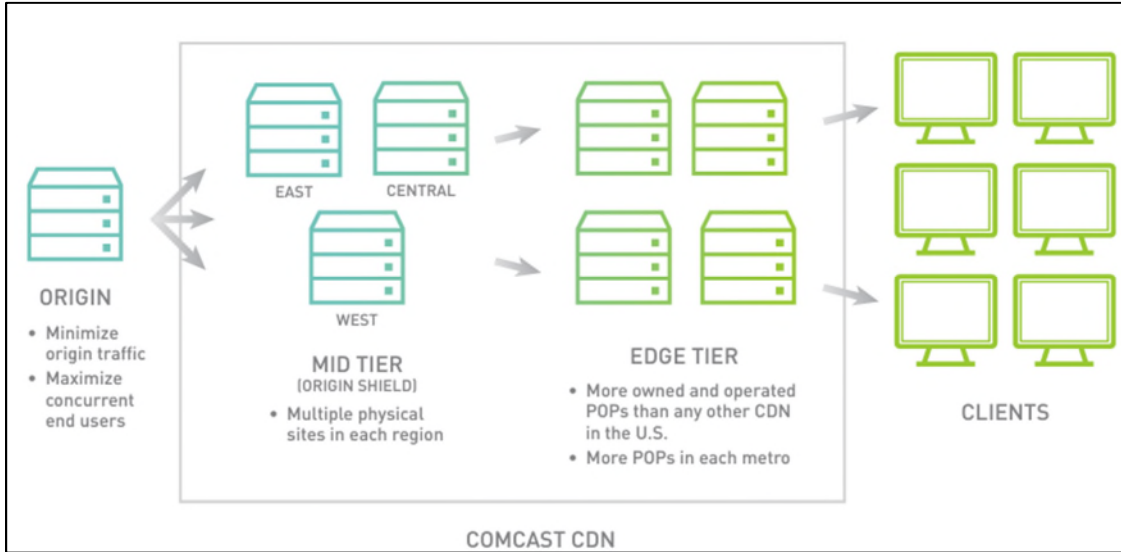 EAST
CENTRAL
WEST
ORIGIN
• Minimize
origin traffic
• Maximize
concurrent
end users
MID TIER
(ORIGIN SHIELD)
• Multiple physical
sites in each region
EDGE TIER
• More owned and operated
POPs than any other CDN
in the U.S.
• More POPs in each metro
CLIENTS
COMCAST CDN